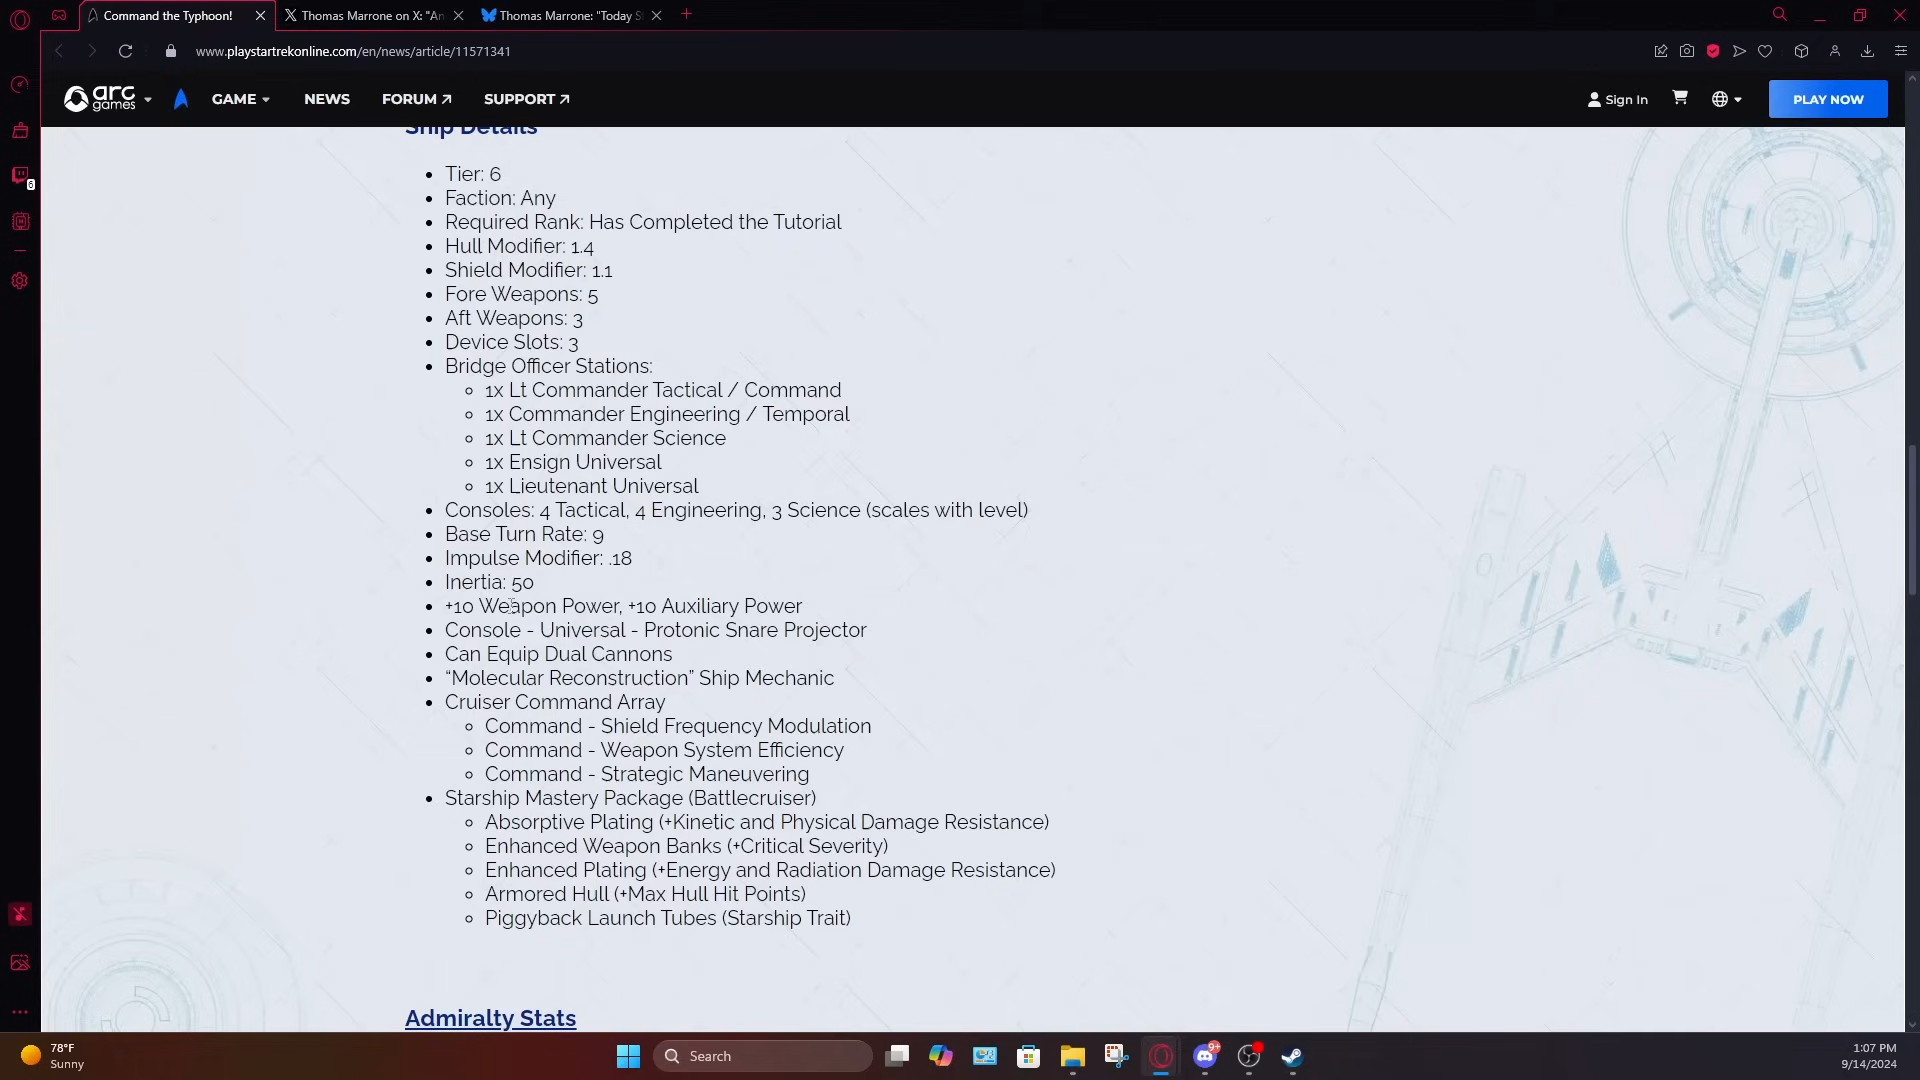 Command the Typhoon!
Thomas Marrone on X: "An
Thomas Marrone: "Today S
www.playstartrekonline.com/en/news/article/11571341
arc games
GAME
NEWS
FORUM
SUPPORT
Sign In
PLAY NOW
6
Ship Details
Tier: 6
Faction: Any
Required Rank: Has Completed the Tutorial
Hull Modifier: 1.4
Shield Modifier: 1.1
Fore Weapons: 5
Aft Weapons: 3
Device Slots: 3
Bridge Officer Stations:
1x Lt Commander Tactical / Command
1x Commander Engineering / Temporal
1x Lt Commander Science
1x Ensign Universal
1x Lieutenant Universal
Consoles: 4 Tactical, 4 Engineering, 3 Science (scales with level)
Base Turn Rate: 9
Impulse Modifier: .18
Inertia: 50
+10 Weapon Power, +10 Auxiliary Power
Console - Universal - Protonic Snare Projector
Can Equip Dual Cannons
“Molecular Reconstruction” Ship Mechanic
Cruiser Command Array
Command - Shield Frequency Modulation
Command - Weapon System Efficiency
Command - Strategic Maneuvering
Starship Mastery Package (Battlecruiser)
Absorptive Plating (+Kinetic and Physical Damage Resistance)
Enhanced Weapon Banks (+Critical Severity)
Enhanced Plating (+Energy and Radiation Damage Resistance)
Armored Hull (+Max Hull Hit Points)
Piggyback Launch Tubes (Starship Trait)
Admiralty Stats
78°F
Sunny
Search
9+
1:07 PM
9/14/2024